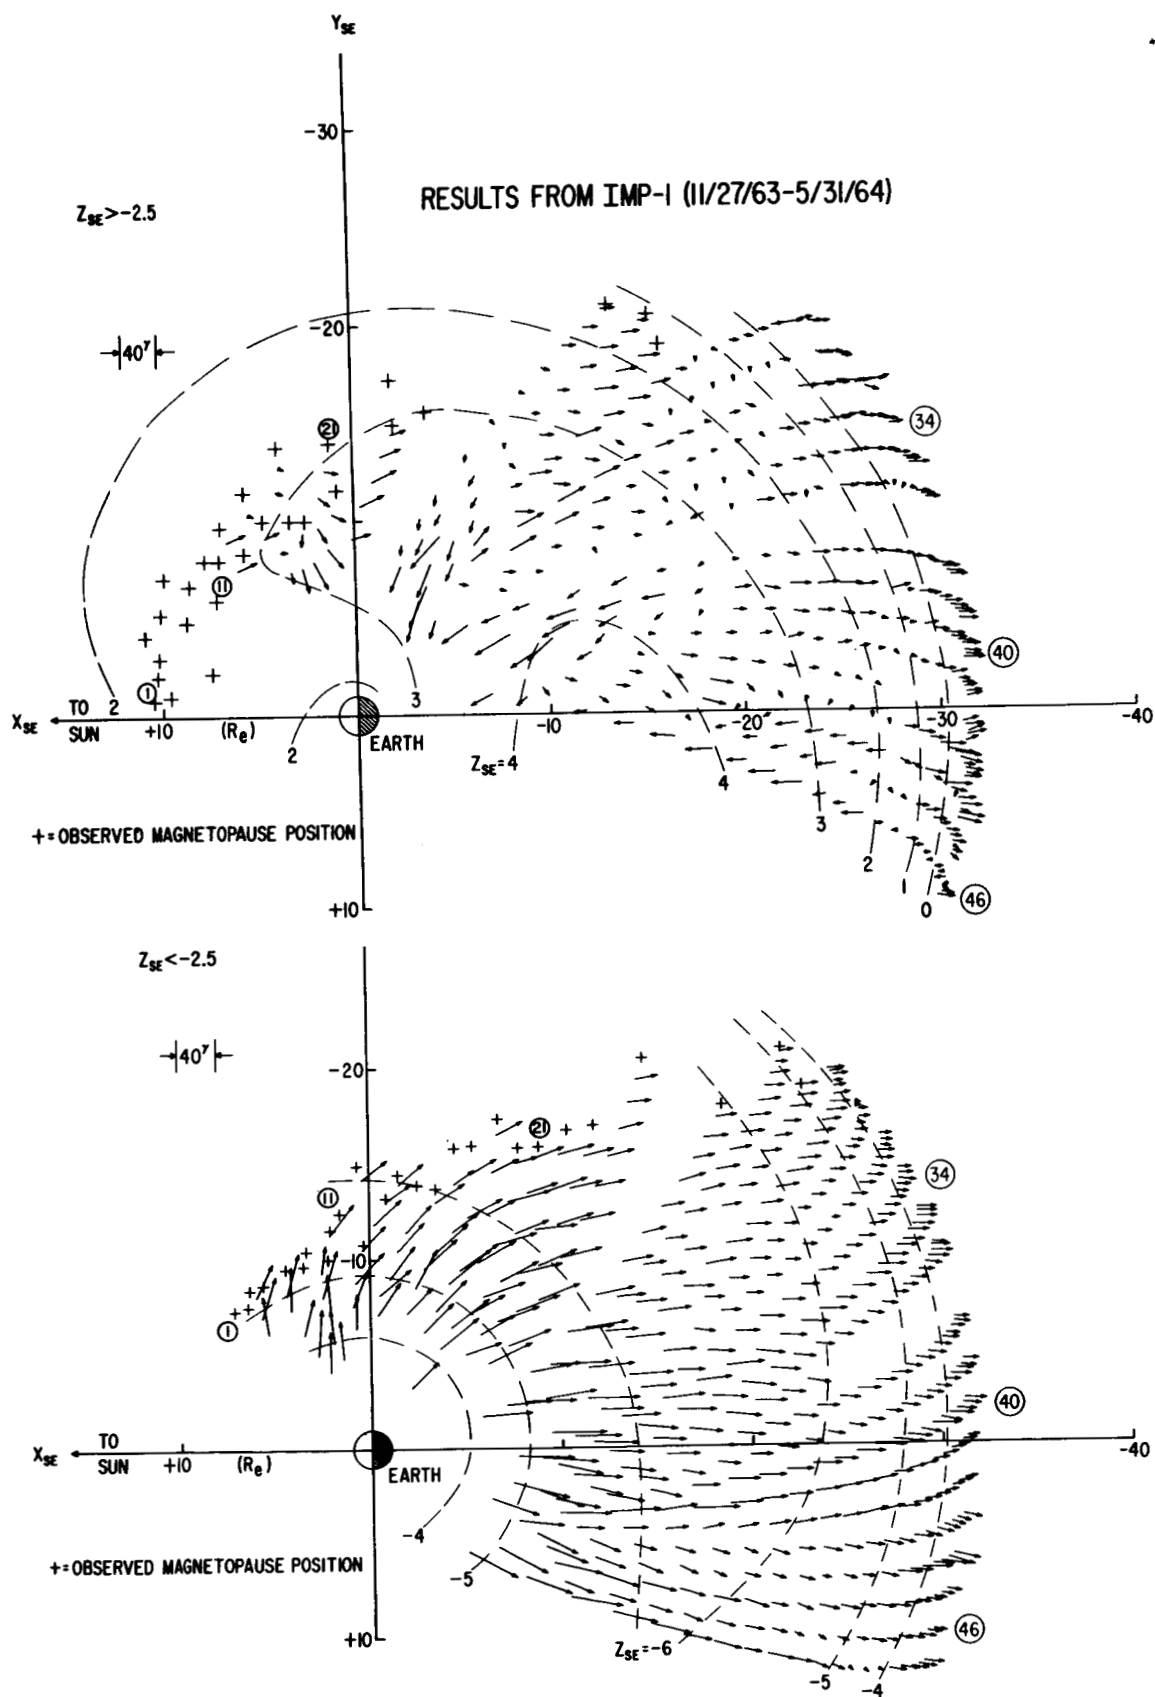 Y_SE
-30
RESULTS FROM IMP-1 (11/27/63-5/31/64)
Z_SE>-2.5
-20
40γ
21
34
11
40
1
2
TO
SUN
X_SE
+10
(Re)
3
2
EARTH
-10
-20
-30
-40
Z_SE=4
4
3
2
1
0
46
+=OBSERVED MAGNETOPAUSE POSITION
+10
Z_SE<-2.5
40γ
-20
21
34
11
-10
1
40
X_SE
TO
SUN
+10
(Re)
EARTH
-40
-4
-5
+=OBSERVED MAGNETOPAUSE POSITION
+10
Z_SE=-6
46
-5
-4